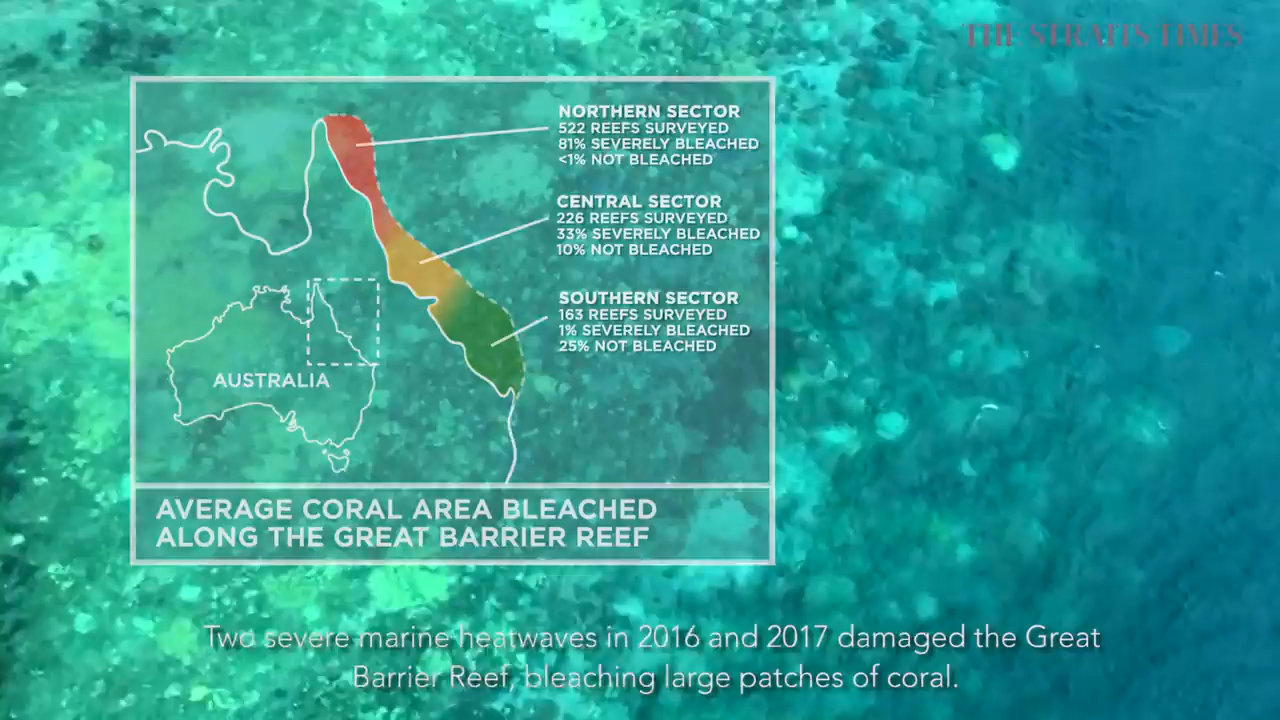 THE STRAITS TIMES
NORTHERN SECTOR
522 REEFS SURVEYED
81% SEVERELY BLEACHED
<1% NOT BLEACHED
CENTRAL SECTOR
226 REEFS SURVEYED
33% SEVERELY BLEACHED
10% NOT BLEACHED
SOUTHERN SECTOR
163 REEFS SURVEYED
1% SEVERELY BLEACHED
25% NOT BLEACHED
AUSTRALIA
AVERAGE CORAL AREA BLEACHED
ALONG THE GREAT BARRIER REEF
Two severe marine heatwaves in 2016 and 2017 damaged the Great
Barrier Reef, bleaching large patches of coral.